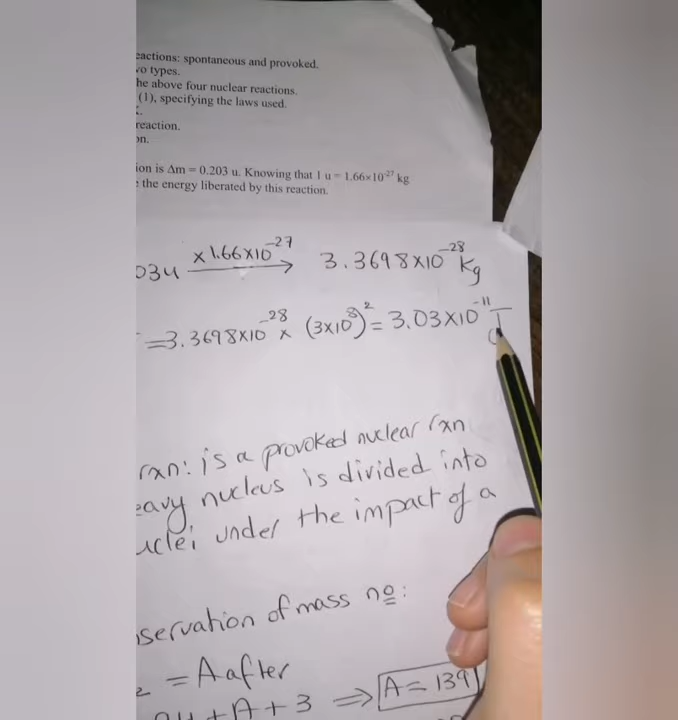 eactions: spontaneous and provoked.
vo types.
he above four nuclear reactions.
(1), specifying the laws used.
reaction.
on.
ion is Δm = 0.203 u. Knowing that 1 u = 1.66×10⁻²⁷ kg
the energy liberated by this reaction.
03u ×1.66×10⁻²⁷ → 3.3698×10⁻²⁸ Kg
=3.3698×10⁻²⁸ × (3×10⁸)² = 3.03×10⁻¹¹ J
rxn: is a provoked nuclear rxn
eavy nucleus is divided into
uclei under the impact of a
nservation of mass no:
= A after
+ A + 3 ⇒ A = 139